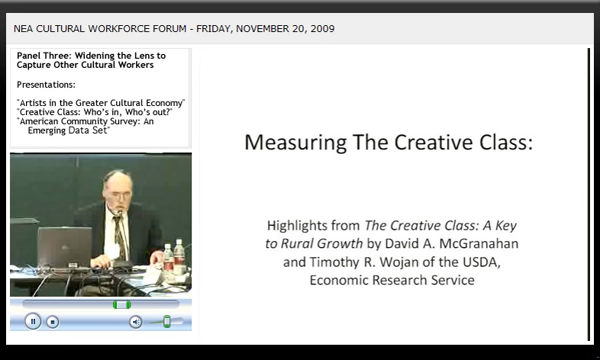 NEA CULTURAL WORKFORCE FORUM - FRIDAY, NOVEMBER 20, 2009
Panel Three: Widening the Lens to
Capture Other Cultural Workers
Presentations:
"Artists in the Greater Cultural Economy"
"Creative Class: Who's in, Who's out?"
"American Community Survey: An
Emerging Data Set"
Measuring The Creative Class:
Highlights from The Creative Class: A Key
to Rural Growth by David A. McGranahan
and Timothy R. Wojan of the USDA,
Economic Research Service